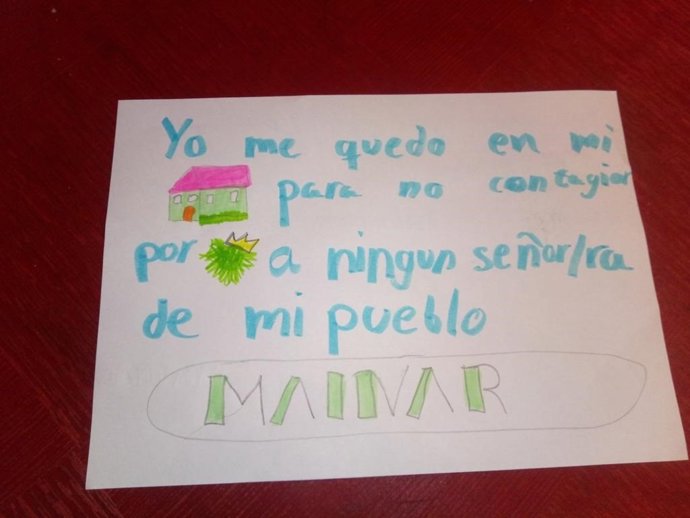 Yo me quedo en mi
para no contagiar
por a ningun señor/ra
de mi pueblo
MAINAR